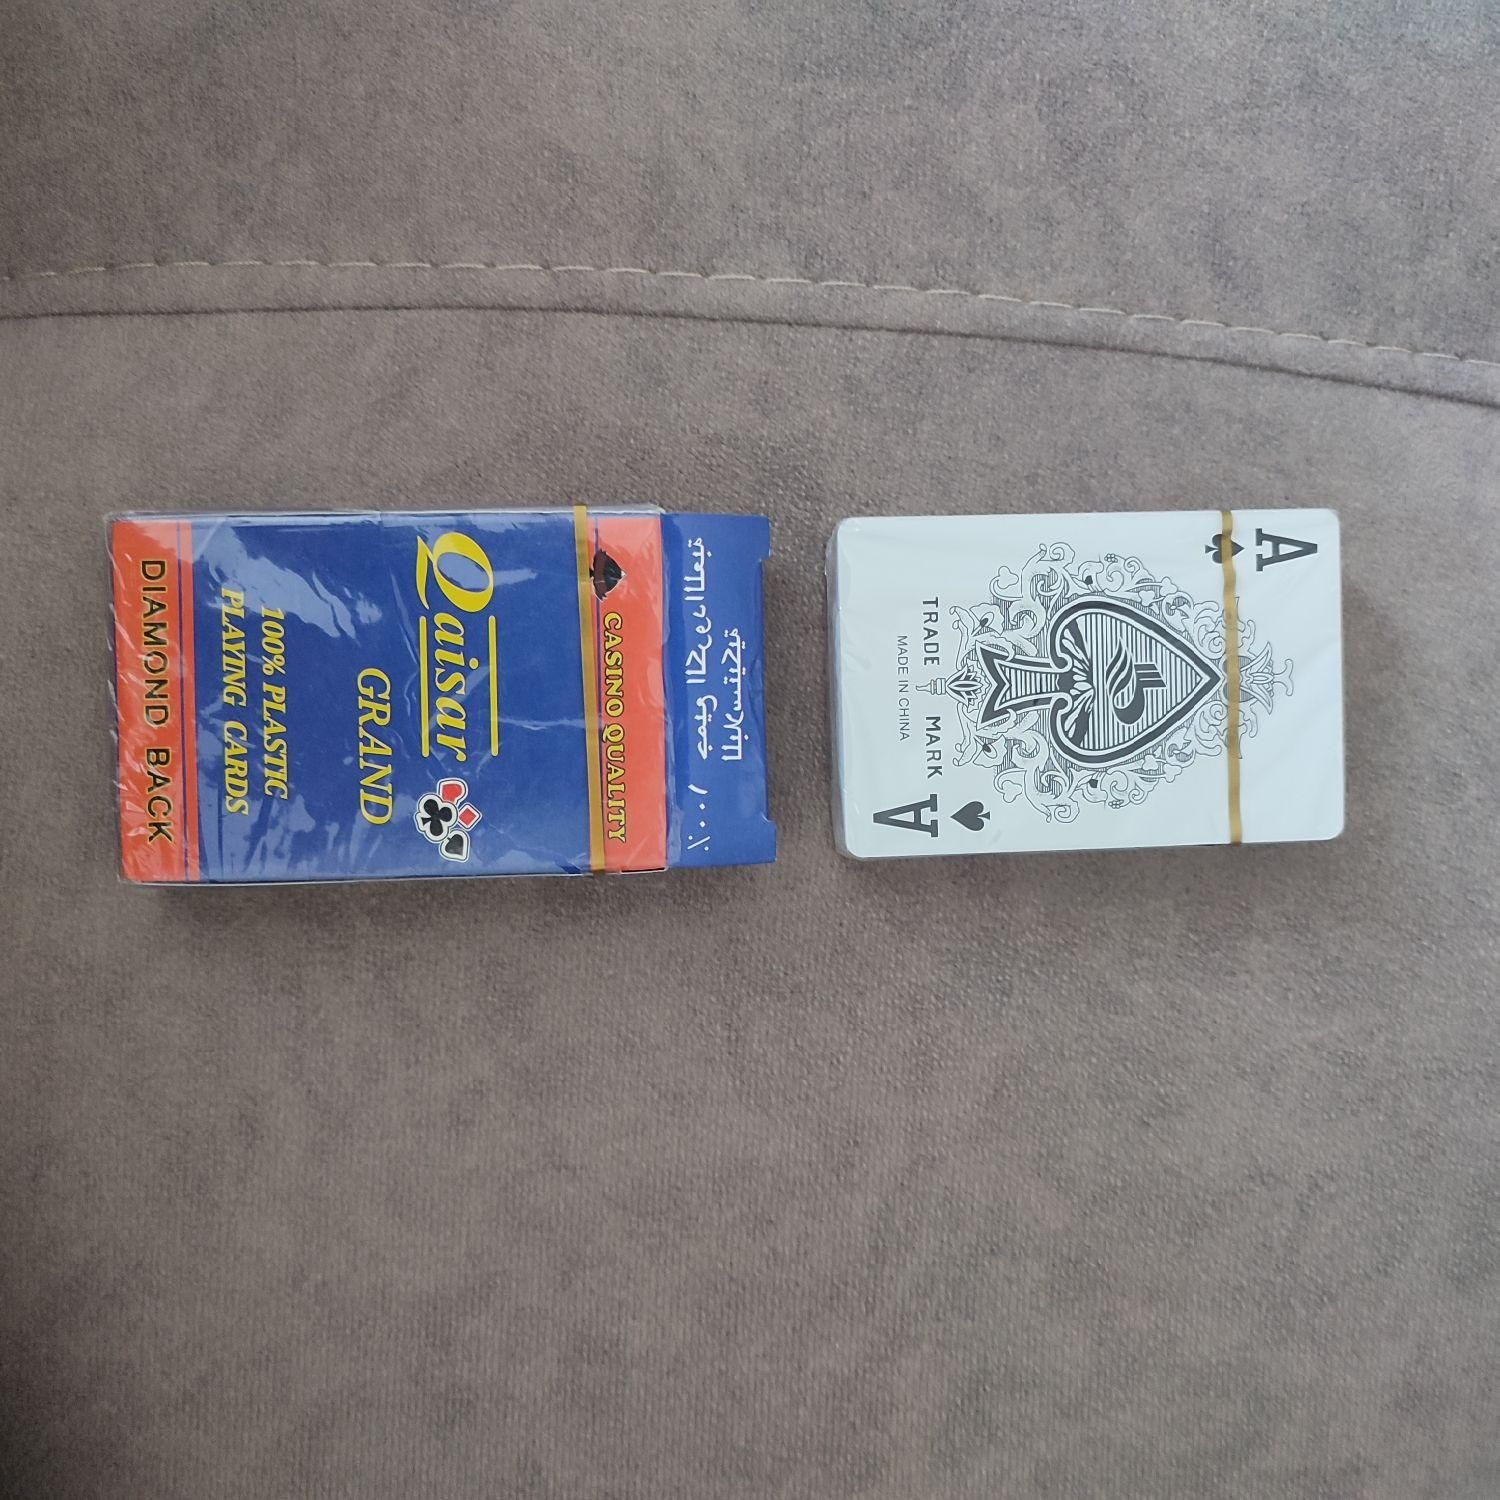 CASINO QUALITY
Qaisar
GRAND
100% PLASTIC
PLAYING CARDS
DIAMOND BACK
A
TRADE MARK
MADE IN CHINA
A